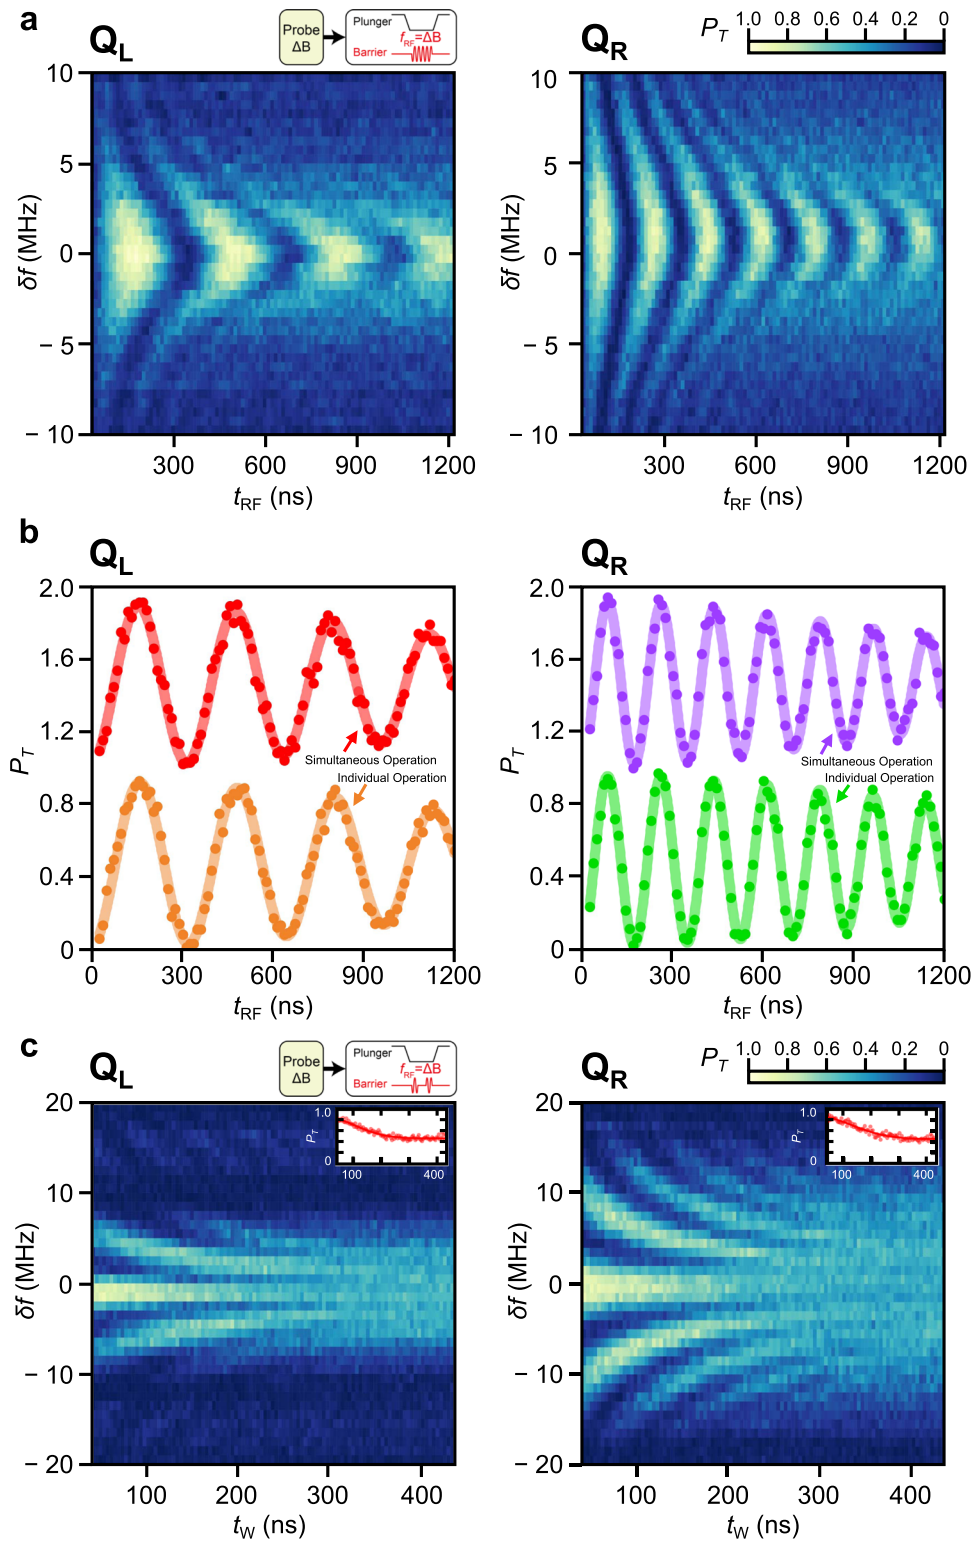 a
Q_L
Probe ΔB
Plunger
f_RF=ΔB
Barrier
Q_R
P_T
1.0 0.8 0.6 0.4 0.2 0
10
5
0
− 5
− 10
δf (MHz)
300 600 900 1200
t_RF (ns)
10
5
0
− 5
− 10
δf (MHz)
300 600 900 1200
t_RF (ns)
b
Q_L
2.0
1.6
1.2
0.8
0.4
0
P_T
Simultaneous Operation
Individual Operation
0 300 600 900 1200
t_RF (ns)
Q_R
2.0
1.6
1.2
0.8
0.4
0
P_T
Simultaneous Operation
Individual Operation
0 300 600 900 1200
t_RF (ns)
c
Q_L
Probe ΔB
Plunger
f_RF=ΔB
Barrier
Q_R
P_T
1.0 0.8 0.6 0.4 0.2 0
20
10
0
− 10
− 20
δf (MHz)
1.0
P_T
0
100 400
100 200 300 400
t_W (ns)
20
10
0
− 10
− 20
δf (MHz)
1.0
P_T
0
100 400
100 200 300 400
t_W (ns)